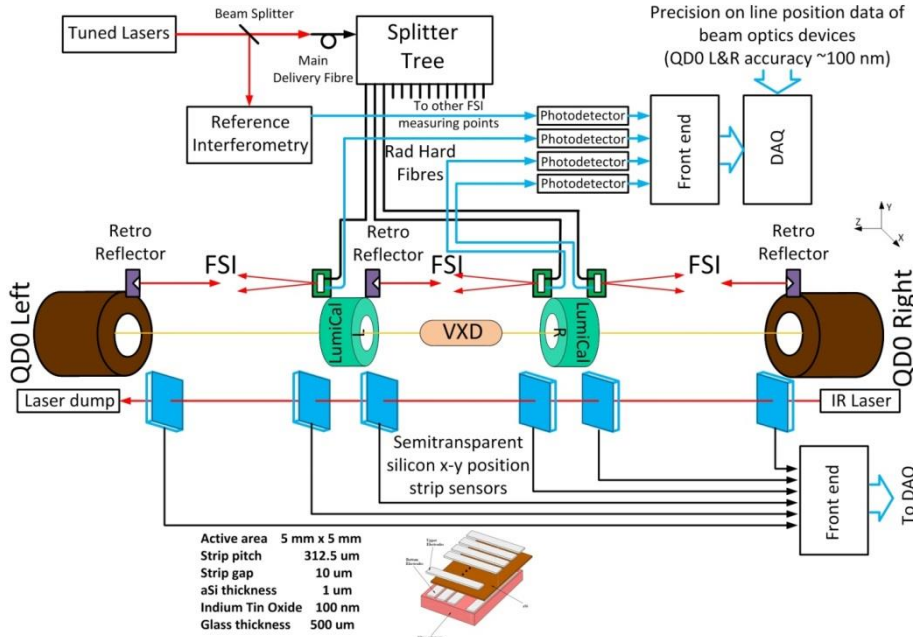 Tuned Lasers
Beam Splitter
Main
Delivery Fibre
Splitter
Tree
Precision on line position data of
beam optics devices
(QD0 L&R accuracy ~100 nm)
To other FSI
measuring points
Reference
Interferometry
Rad Hard
Fibres
Photodetector
Photodetector
Photodetector
Photodetector
Front end
DAQ
Y
Z
X
Retro
Reflector
FSI
Retro
Reflector
FSI
FSI
Retro
Reflector
QD0 Left
LumiCal
L
VXD
R
LumiCal
QD0 Right
Laser dump
IR Laser
Semitransparent
silicon x-y position
strip sensors
Front end
To DAQ
Active area 5 mm x 5 mm
Strip pitch 312.5 um
Strip gap 10 um
aSi thickness 1 um
Indium Tin Oxide 100 nm
Glass thickness 500 um